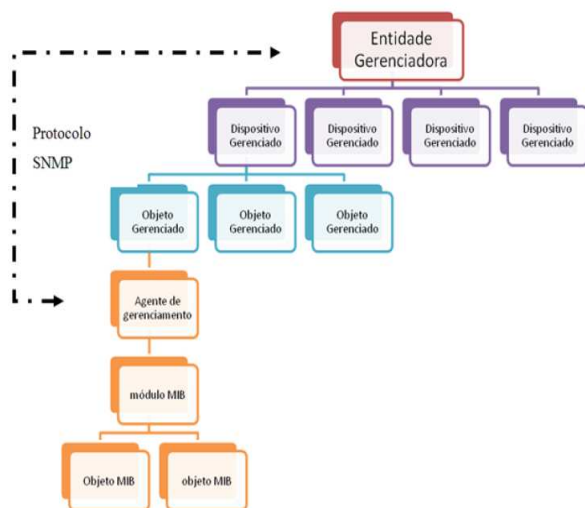 Entidade
Gerenciadora
Protocolo
SNMP
Dispositivo
Gerenciado
Dispositivo
Gerenciado
Dispositivo
Gerenciado
Dispositivo
Gerenciado
Objeto
Gerenciado
Objeto
Gerenciado
Objeto
Gerenciado
Agente de
gerenciamento
módulo MIB
Objeto MIB
objeto MIB